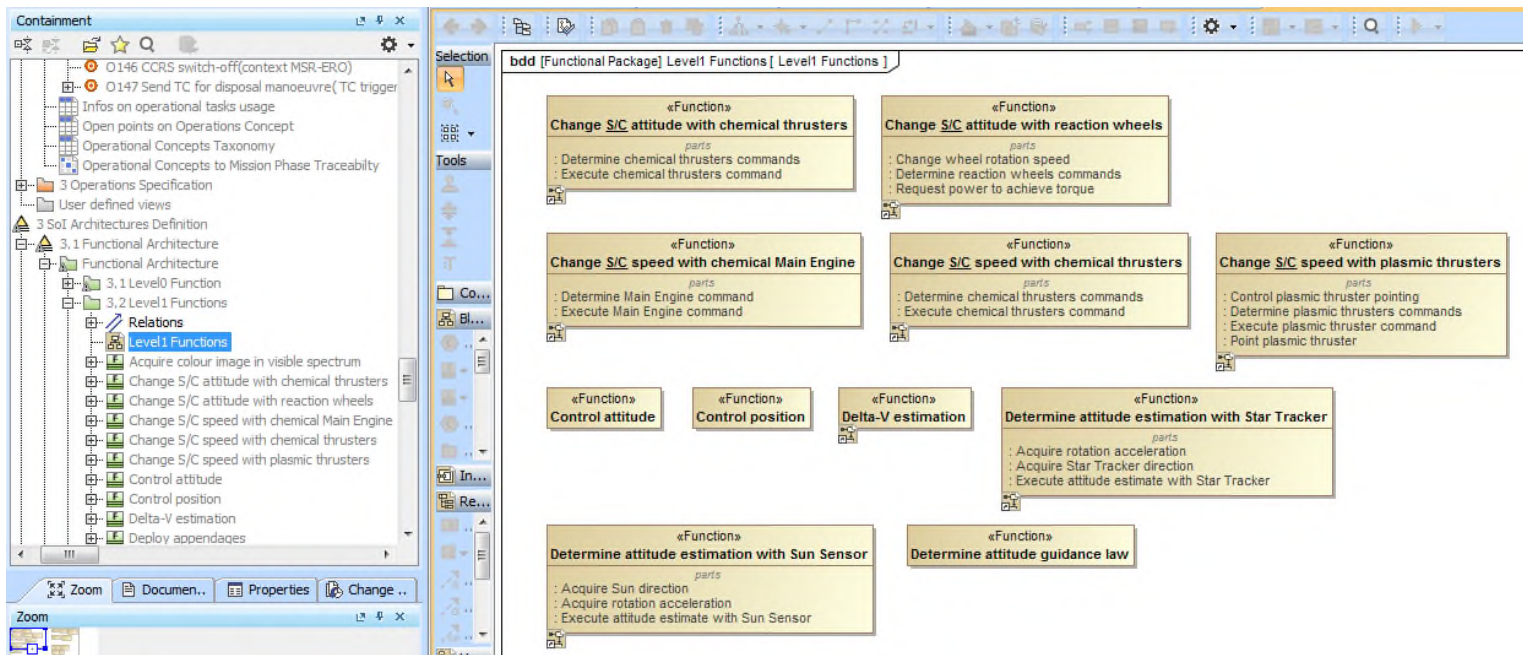 Containment
O146 CCRS switch-off(context MSR-ERO)
O147 Send TC for disposal manoeuvre( TC trigger
Infos on operational tasks usage
Open points on Operations Concept
Operational Concepts Taxonomy
Operational Concepts to Mission Phase Traceabilty
3 Operations Specification
User defined views
3 SoI Architectures Definition
3,1 Functional Architecture
Functional Architecture
3,1 Level0 Function
3,2 Level1 Functions
Relations
Level1 Functions
Acquire colour image in visible spectrum
Change S/C attitude with chemical thrusters
Change S/C attitude with reaction wheels
Change S/C speed with chemical Main Engine
Change S/C speed with chemical thrusters
Change S/C speed with plasmic thrusters
Control attitude
Control position
Delta-V estimation
Deploy appendages
Zoom
Documen..
Properties
Change ..
Zoom
Selection
Tools
Co...
Bl...
In...
Re...
bdd [Functional Package] Level1 Functions [ Level1 Functions ]
«Function»
Change S/C attitude with chemical thrusters
parts
: Determine chemical thrusters commands
: Execute chemical thrusters command
«Function»
Change S/C attitude with reaction wheels
parts
: Change wheel rotation speed
: Determine reaction wheels commands
: Request power to achieve torque
«Function»
Change S/C speed with chemical Main Engine
parts
: Determine Main Engine command
: Execute Main Engine command
«Function»
Change S/C speed with chemical thrusters
parts
: Determine chemical thrusters commands
: Execute chemical thrusters command
«Function»
Change S/C speed with plasmic thrusters
parts
: Control plasmic thruster pointing
: Determine plasmic thrusters commands
: Execute plasmic thruster command
: Point plasmic thruster
«Function»
Control attitude
«Function»
Control position
«Function»
Delta-V estimation
«Function»
Determine attitude estimation with Star Tracker
parts
: Acquire rotation acceleration
: Acquire Star Tracker direction
: Execute attitude estimate with Star Tracker
«Function»
Determine attitude estimation with Sun Sensor
parts
: Acquire Sun direction
: Acquire rotation acceleration
: Execute attitude estimate with Sun Sensor
«Function»
Determine attitude guidance law